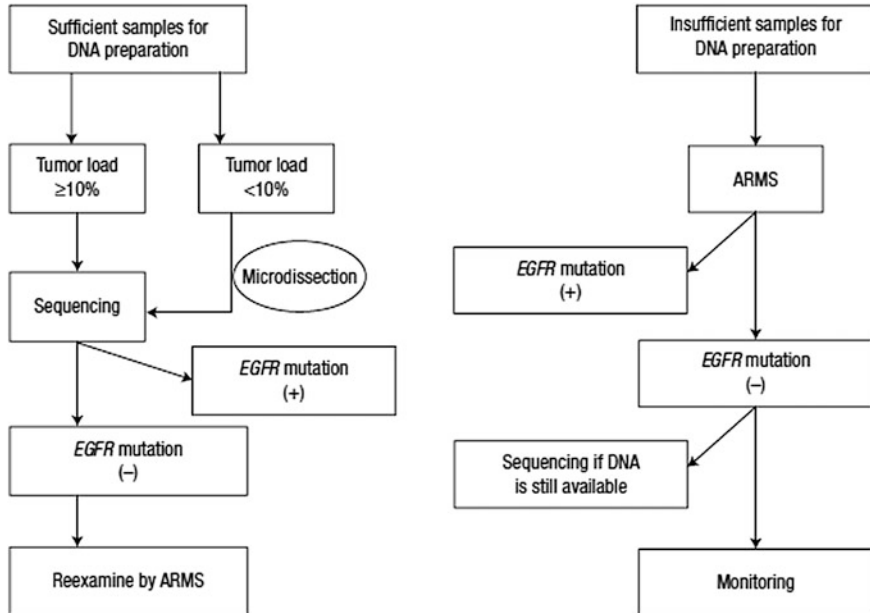 Sufficient samples for
DNA preparation
Tumor load
≥10%
Tumor load
<10%
Microdissection
Sequencing
EGFR mutation
(+)
EGFR mutation
(–)
Reexamine by ARMS
Insufficient samples for
DNA preparation
ARMS
EGFR mutation
(+)
EGFR mutation
(–)
Sequencing if DNA
is still available
Monitoring